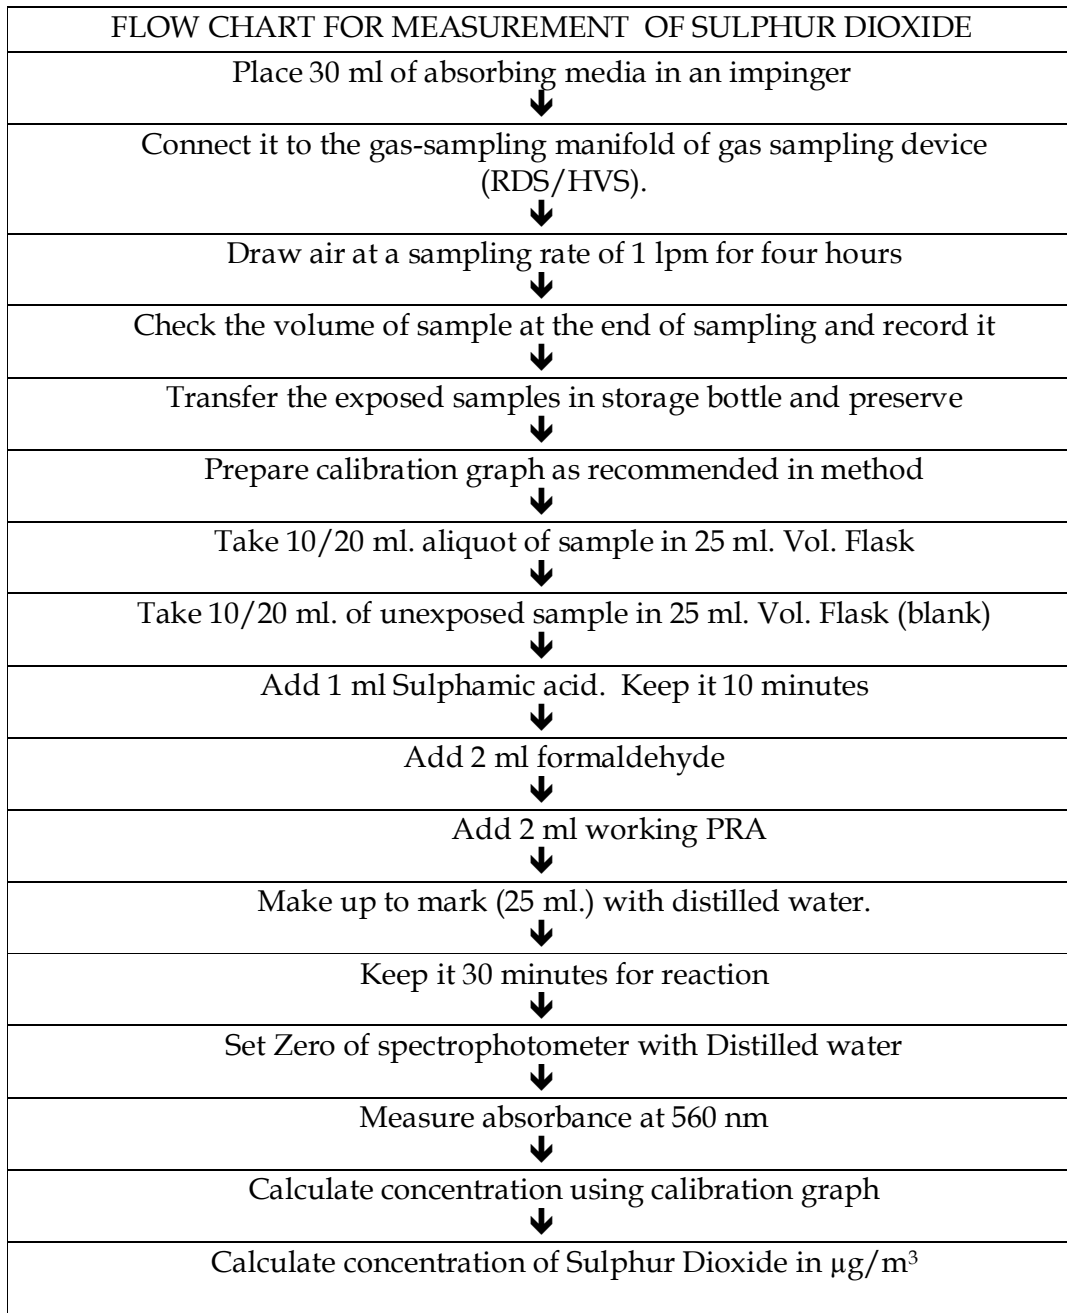 FLOW CHART FOR MEASUREMENT OF SULPHUR DIOXIDE
Place 30 ml of absorbing media in an impinger
Connect it to the gas-sampling manifold of gas sampling device
(RDS/HVS).
Draw air at a sampling rate of 1 lpm for four hours
Check the volume of sample at the end of sampling and record it
Transfer the exposed samples in storage bottle and preserve
Prepare calibration graph as recommended in method
Take 10/20 ml. aliquot of sample in 25 ml. Vol. Flask
Take 10/20 ml. of unexposed sample in 25 ml. Vol. Flask (blank)
Add 1 ml Sulphamic acid.  Keep it 10 minutes
Add 2 ml formaldehyde
Add 2 ml working PRA
Make up to mark (25 ml.) with distilled water.
Keep it 30 minutes for reaction
Set Zero of spectrophotometer with Distilled water
Measure absorbance at 560 nm
Calculate concentration using calibration graph
Calculate concentration of Sulphur Dioxide in µg/m³